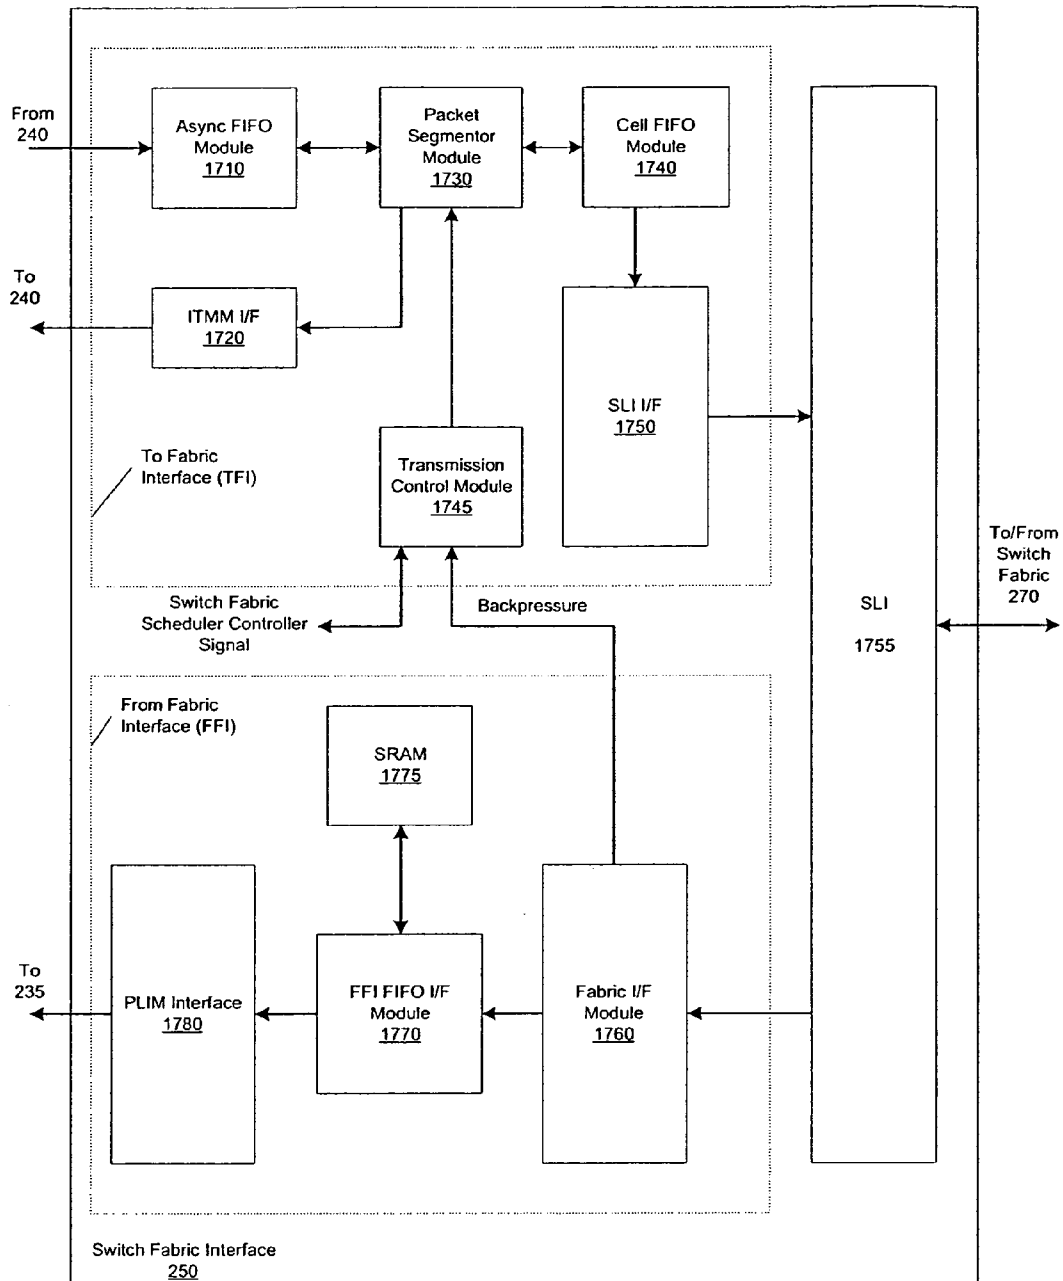 From
240
Async FIFO
Module
1710
Packet
Segmentor
Module
1730
Cell FIFO
Module
1740
To
240
ITMM I/F
1720
SLI I/F
1750
To Fabric
Interface (TFI)
Transmission
Control Module
1745
To/From
Switch
Fabric
270
Switch Fabric
Scheduler Controller
Signal
Backpressure
SLI
1755
From Fabric
Interface (FFI)
SRAM
1775
To
235
PLIM Interface
1780
FFI FIFO I/F
Module
1770
Fabric I/F
Module
1760
Switch Fabric Interface
250